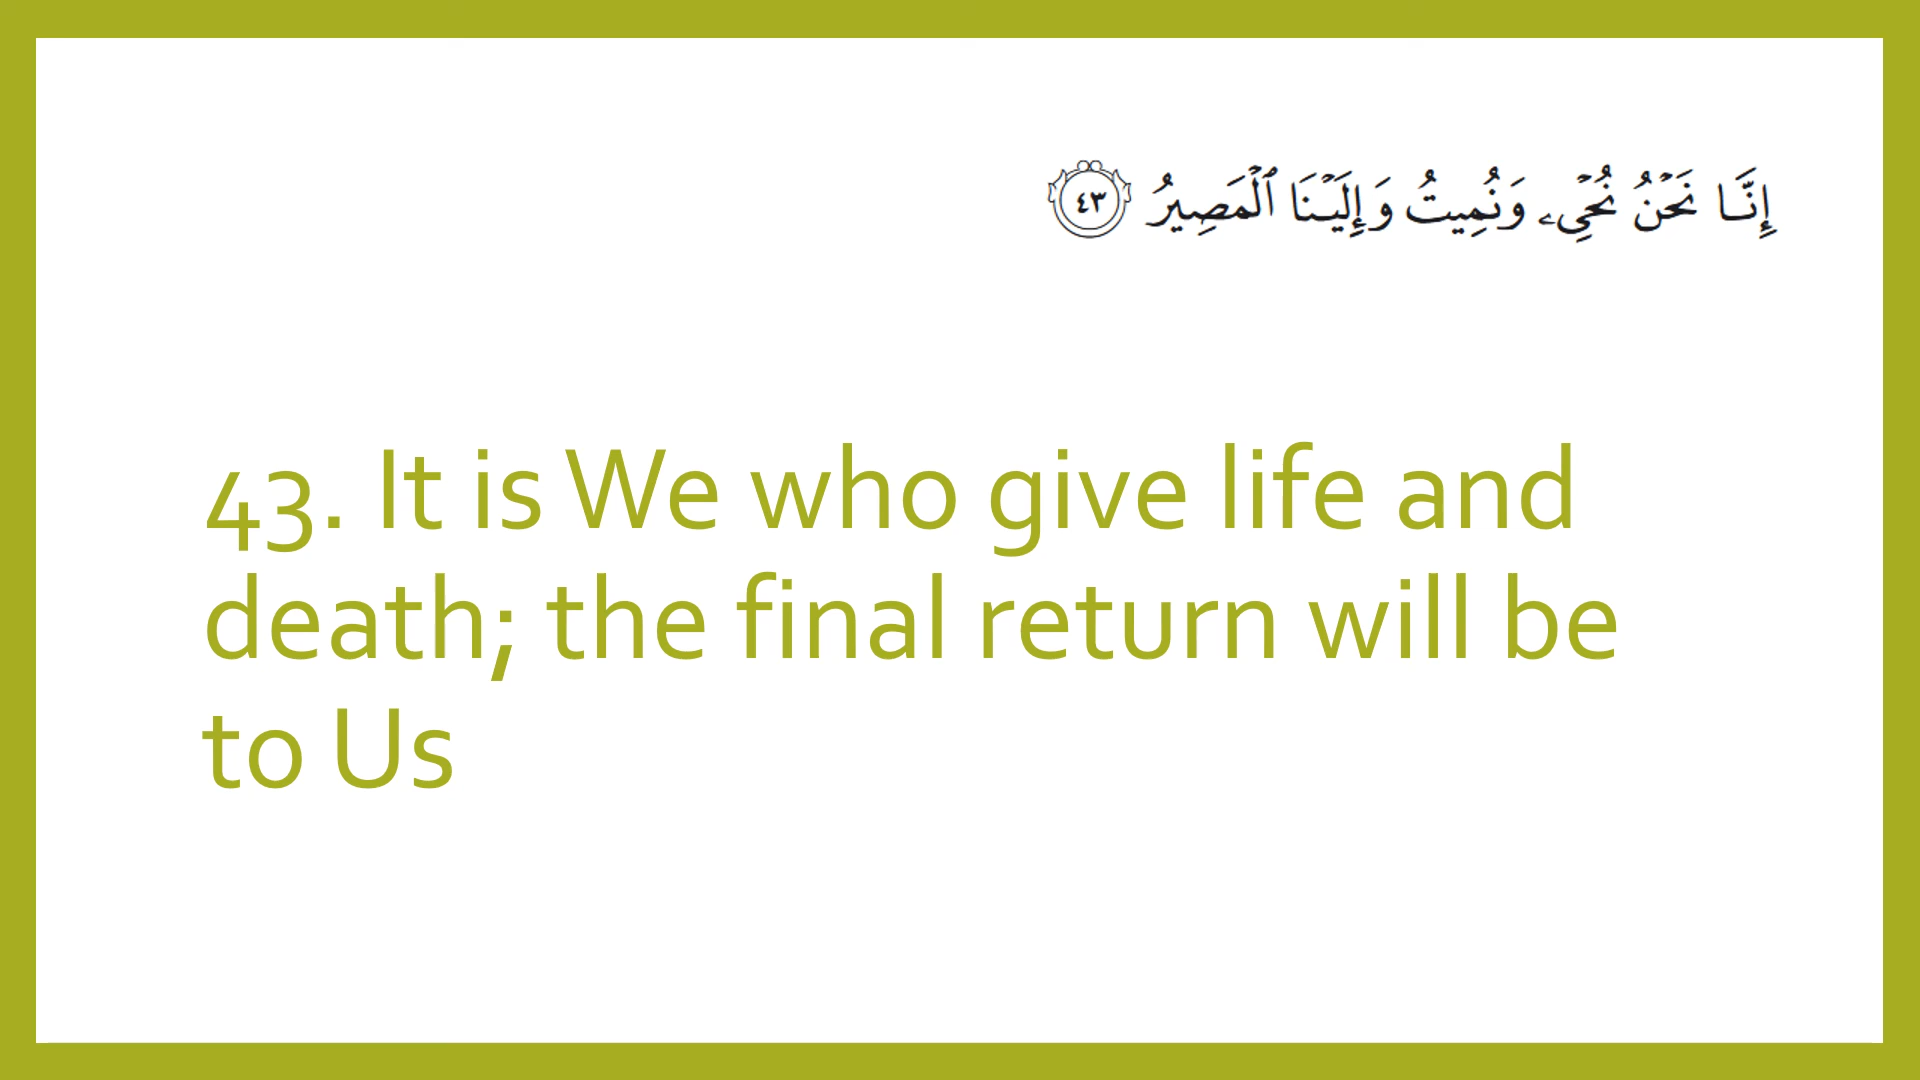 إِنَّا نَحۡنُ نُحۡيِۦ وَنُمِيتُ وَإِلَيۡنَا ٱلۡمَصِيرُ ٤٣
43. It is We who give life and
death; the final return will be
to Us